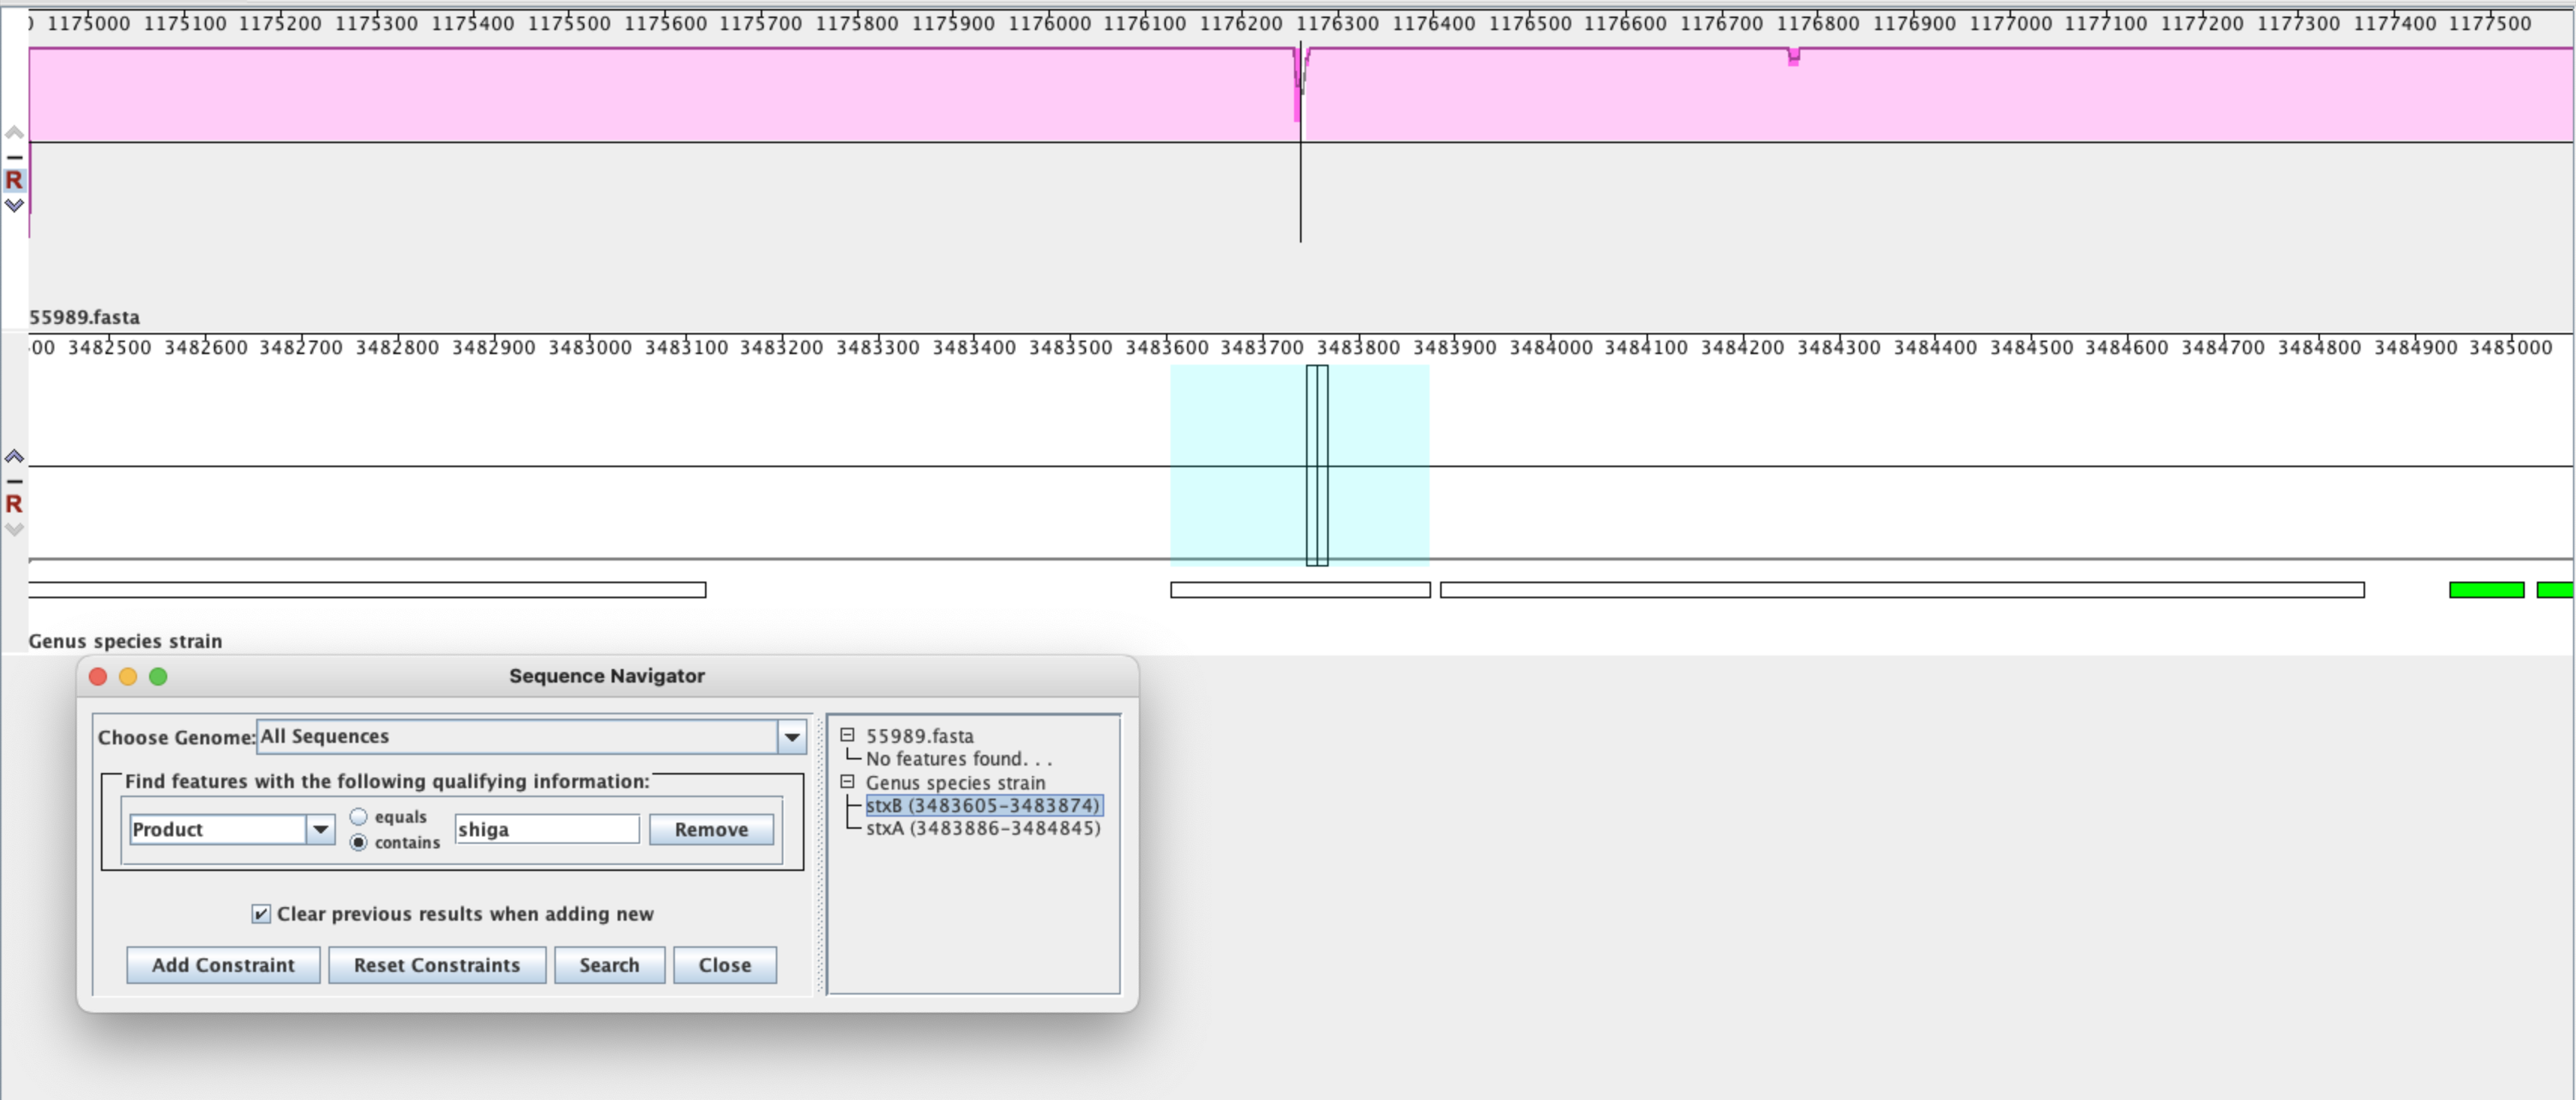 0 1175000 1175100 1175200 1175300 1175400 1175500 1175600 1175700 1175800 1175900 1176000 1176100 1176200 1176300 1176400 1176500 1176600 1176700 1176800 1176900 1177000 1177100 1177200 1177300 1177400 1177500
R
55989.fasta
00 3482500 3482600 3482700 3482800 3482900 3483000 3483100 3483200 3483300 3483400 3483500 3483600 3483700 3483800 3483900 3484000 3484100 3484200 3484300 3484400 3484500 3484600 3484700 3484800 3484900 3485000
R
Genus species strain
Sequence Navigator
Choose Genome: All Sequences
Find features with the following qualifying information:
Product
equals
contains
shiga
Remove
Clear previous results when adding new
Add Constraint Reset Constraints Search Close
55989.fasta
No features found. . .
Genus species strain
stxB (3483605-3483874)
stxA (3483886-3484845)